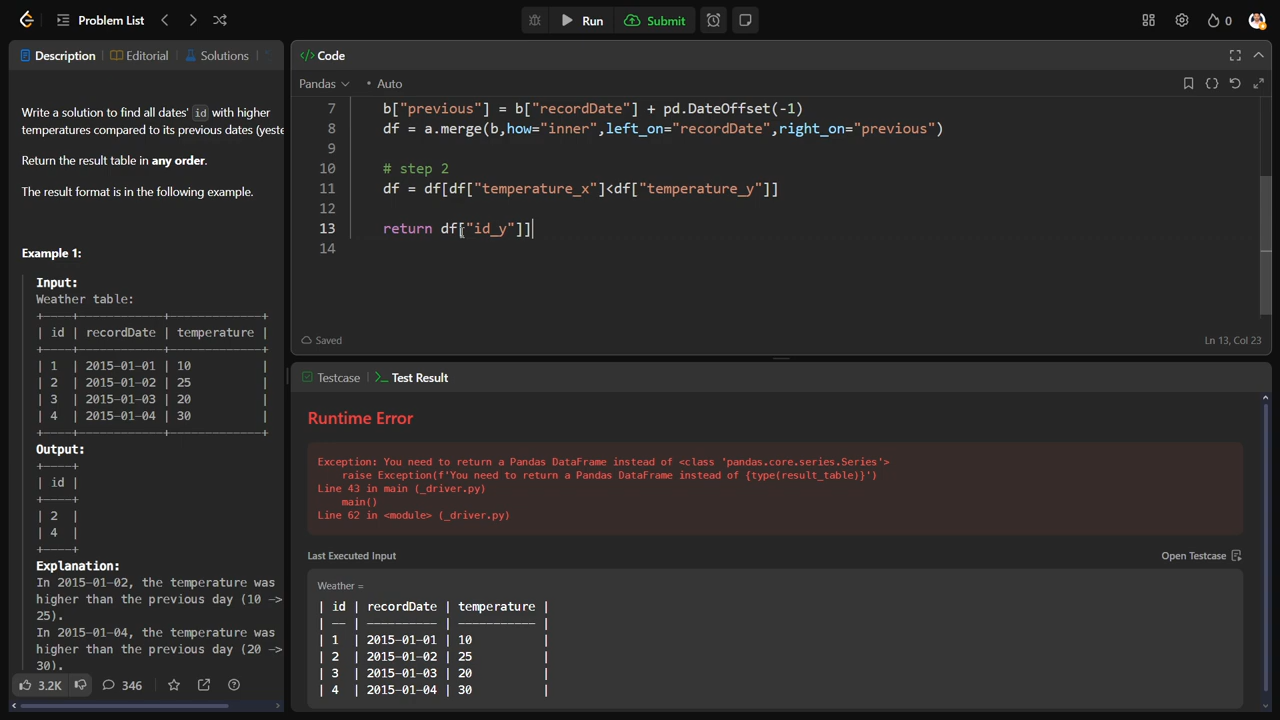 Problem List
Run
Submit
0
Description
Editorial
Solutions
Write a solution to find all dates' id with higher
temperatures compared to its previous dates (yeste
Return the result table in any order.
The result format is in the following example.
Example 1:
Input:
Weather table:
+----+------------+-------------+
| id | recordDate | temperature |
+----+------------+-------------+
| 1 | 2015-01-01 | 10 |
| 2 | 2015-01-02 | 25 |
| 3 | 2015-01-03 | 20 |
| 4 | 2015-01-04 | 30 |
+----+------------+-------------+
Output:
+----+
| id |
+----+
| 2 |
| 4 |
+----+
Explanation:
In 2015-01-02, the temperature was
higher than the previous day (10 ->
25).
In 2015-01-04, the temperature was
higher than the previous day (20 ->
30).
3.2K
346
</> Code
Pandas
Auto
7 b["previous"] = b["recordDate"] + pd.DateOffset(-1)
8 df = a.merge(b,how="inner",left_on="recordDate",right_on="previous")
9
10 # step 2
11 df = df[df["temperature_x"]<df["temperature_y"]]
12
13 return df["id_y"]]
14
Saved
Ln 13, Col 23
Testcase
Test Result
Runtime Error
Exception: You need to return a Pandas DataFrame instead of <class 'pandas.core.series.Series'>
raise Exception(f'You need to return a Pandas DataFrame instead of {type(result_table)}')
Line 43 in main (_driver.py)
main()
Line 62 in <module> (_driver.py)
Last Executed Input
Open Testcase
Weather =
| id | recordDate | temperature |
| -- | ---------- | ----------- |
| 1 | 2015-01-01 | 10 |
| 2 | 2015-01-02 | 25 |
| 3 | 2015-01-03 | 20 |
| 4 | 2015-01-04 | 30 |